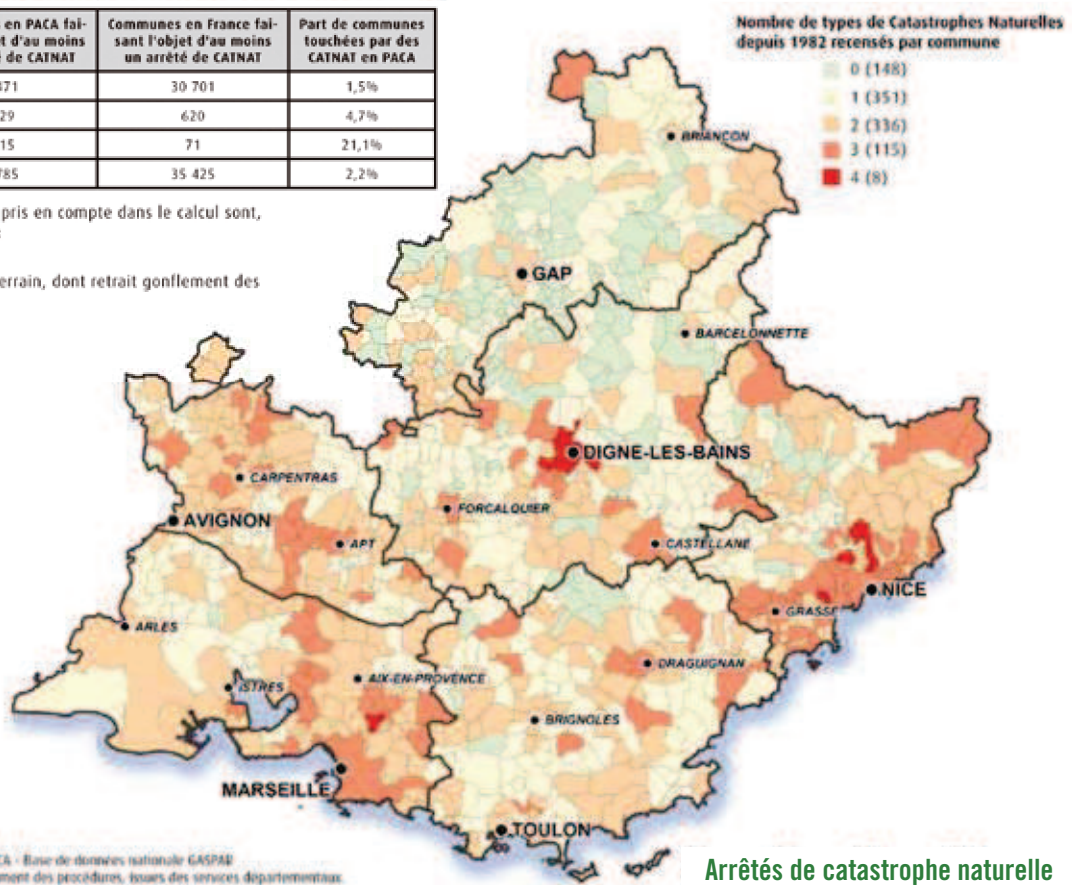 en PACA fai-
t d'au moins
de CATNAT
Communes en France fai-
sant l'objet d'au moins
un arrêté de CATNAT
Part de communes
touchées par des
CATNAT en PACA
371
30 701
1,5%
29
620
4,7%
15
71
21,1%
785
35 425
2,2%
pris en compte dans le calcul sont,
errain, dont retrait gonflement des
Nombre de types de Catastrophes Naturelles
depuis 1982 recensés par commune
0 (148)
1 (351)
2 (336)
3 (115)
4 (8)
BRIANCON
GAP
BARCELONNETTE
DIGNE-LES-BAINS
CARPENTRAS
FORCALQUIER
AVIGNON
APT
CASTELLANE
NICE
GRASSE
ARLES
DRAGUIGNAN
AIX-EN-PROVENCE
ISTRES
BRIGNOLES
MARSEILLE
TOULON
CA - Base de données nationale GASPAR
ment des procédures, issues des services départementaux
Arrêtés de catastrophe naturelle